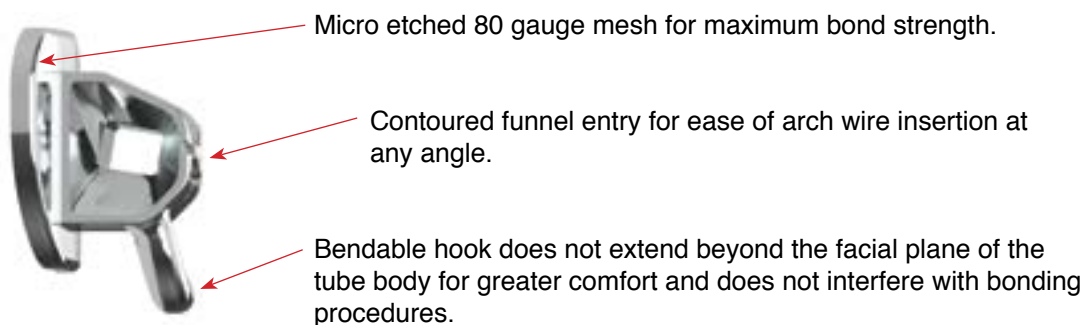 Micro etched 80 gauge mesh for maximum bond strength.
Contoured funnel entry for ease of arch wire insertion at
any angle.
Bendable hook does not extend beyond the facial plane of the
tube body for greater comfort and does not interfere with bonding
procedures.